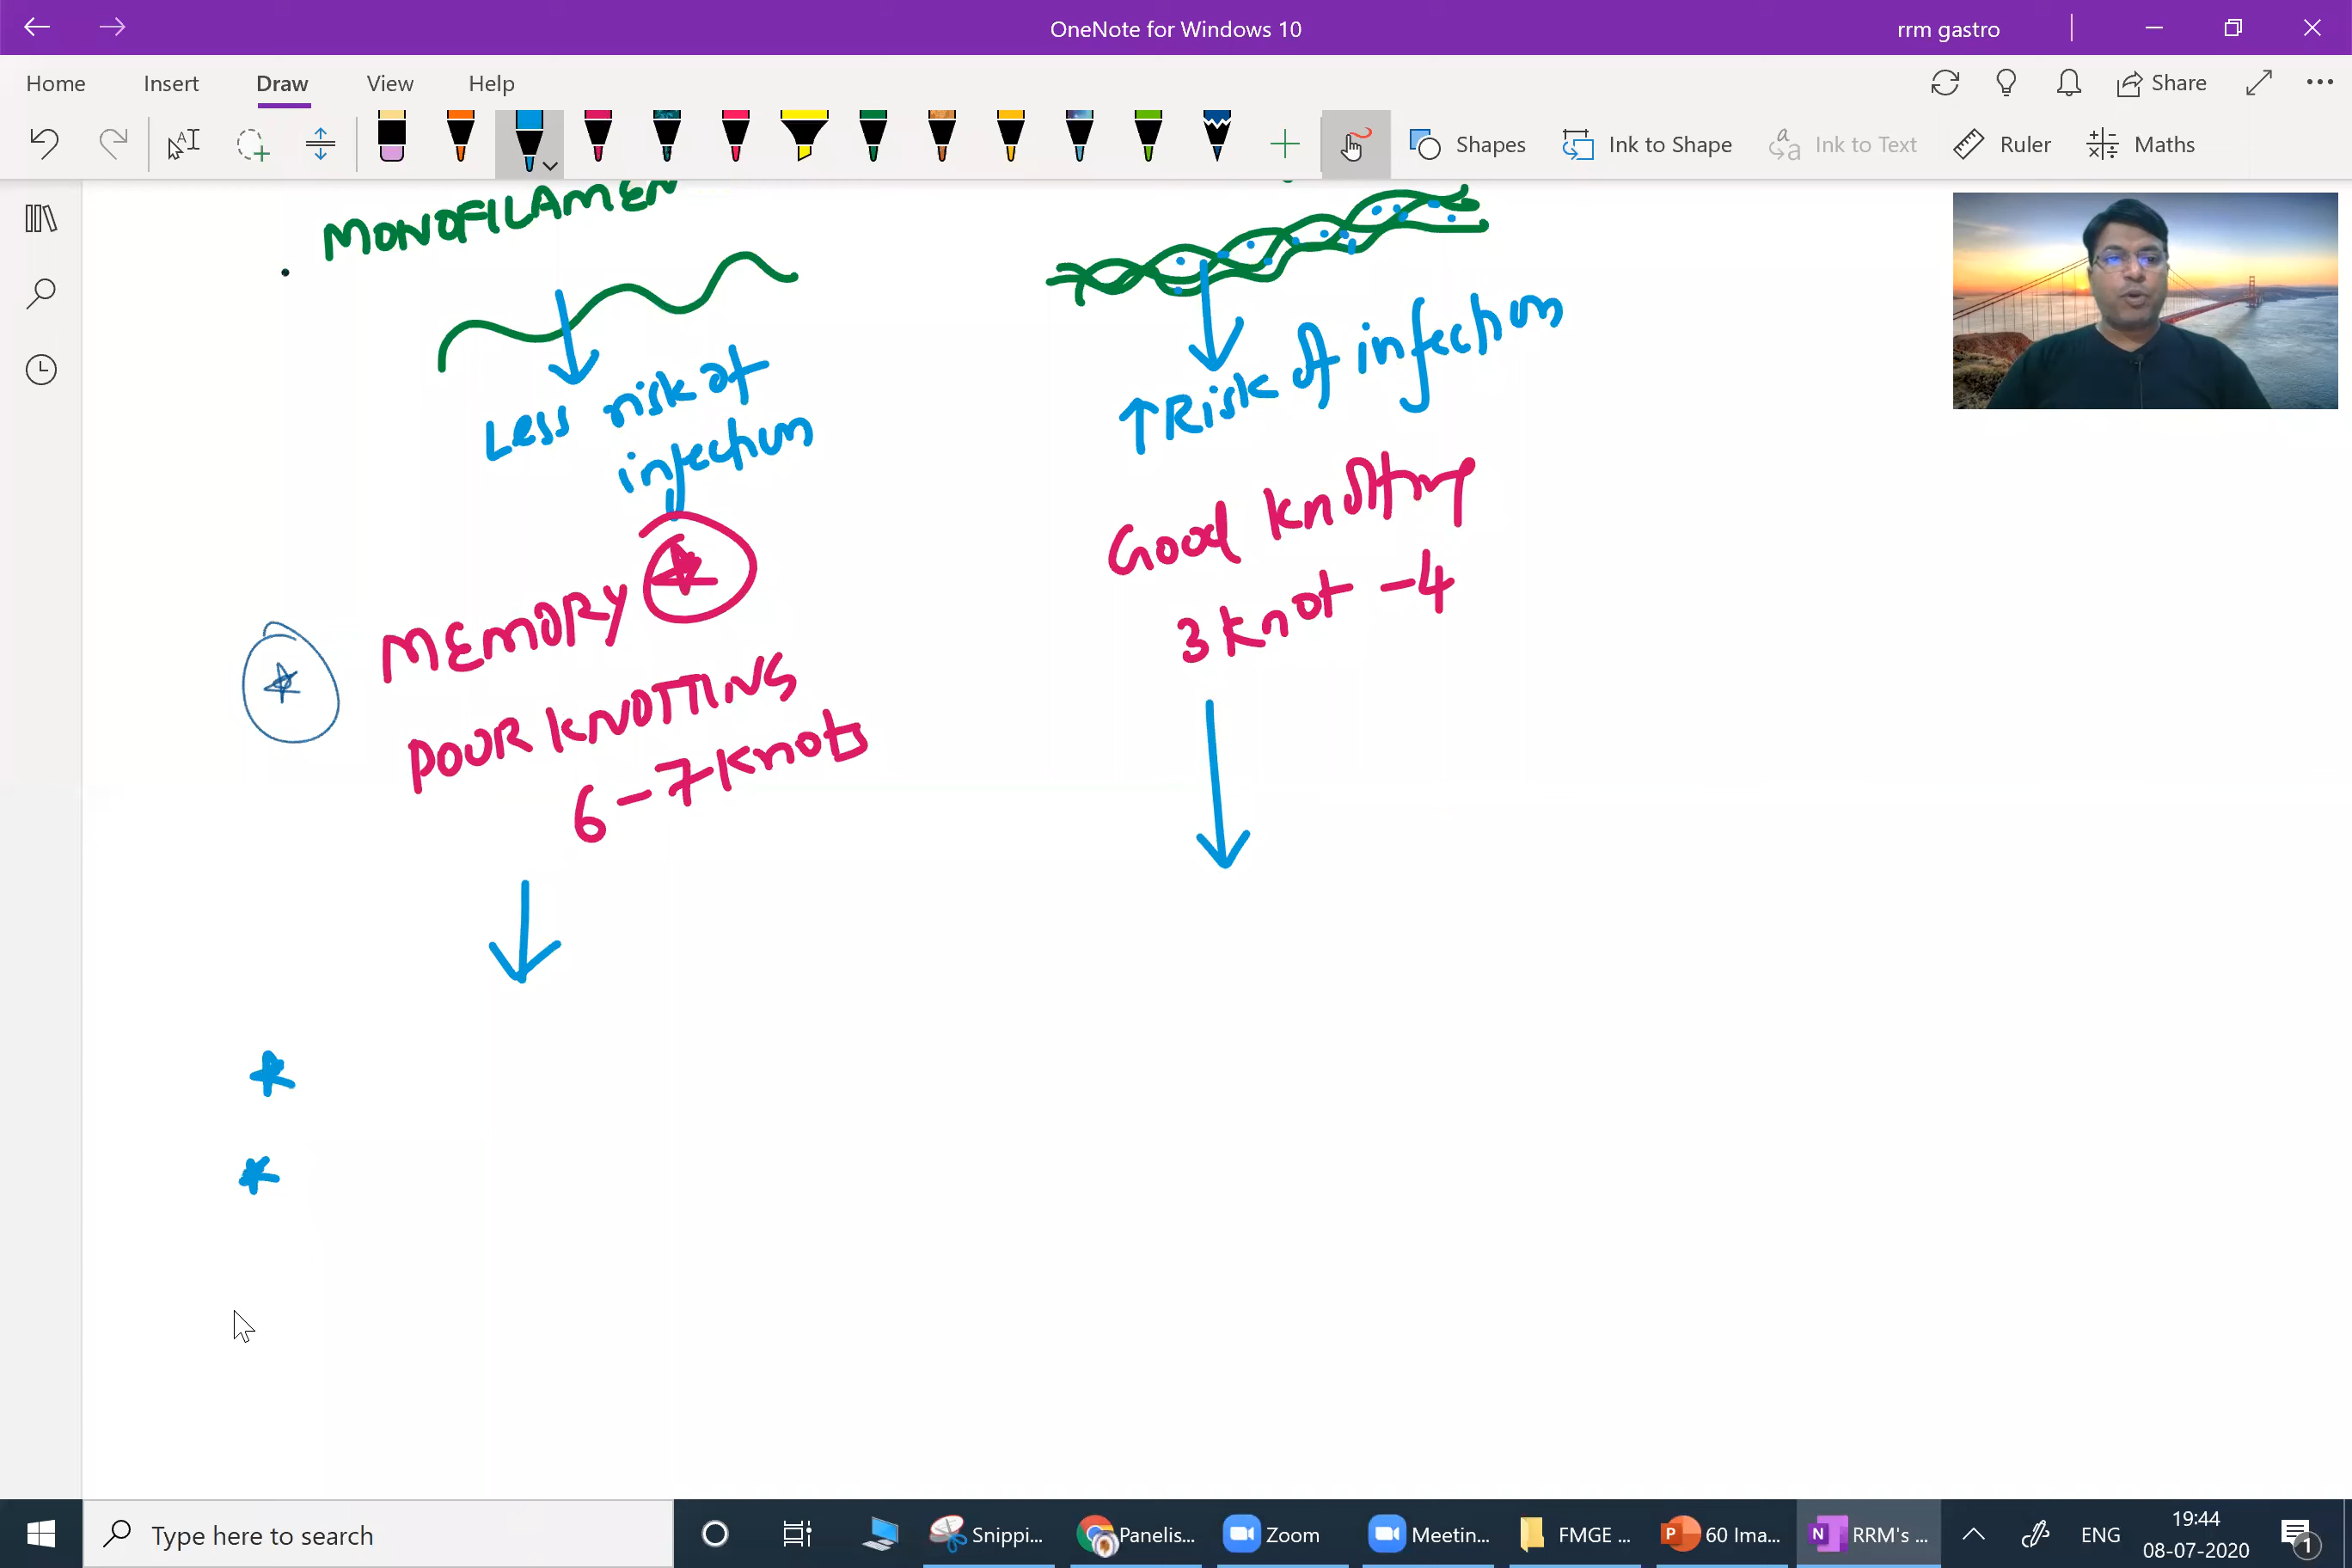 OneNote for Windows 10
rrm gastro
Home Insert Draw View Help
Share
Shapes Ink to Shape Ink to Text Ruler Maths
MONOFILAMEN
Less risk of
infection
↑ Risk of infection
Good knotting
3 knot -4
MEMORY
POUR KNOTTING
6-7 knots
Type here to search
Snippi...
Panelis...
Zoom
Meetin...
FMGE ...
60 Ima...
RRM's ...
ENG
19:44
08-07-2020
1